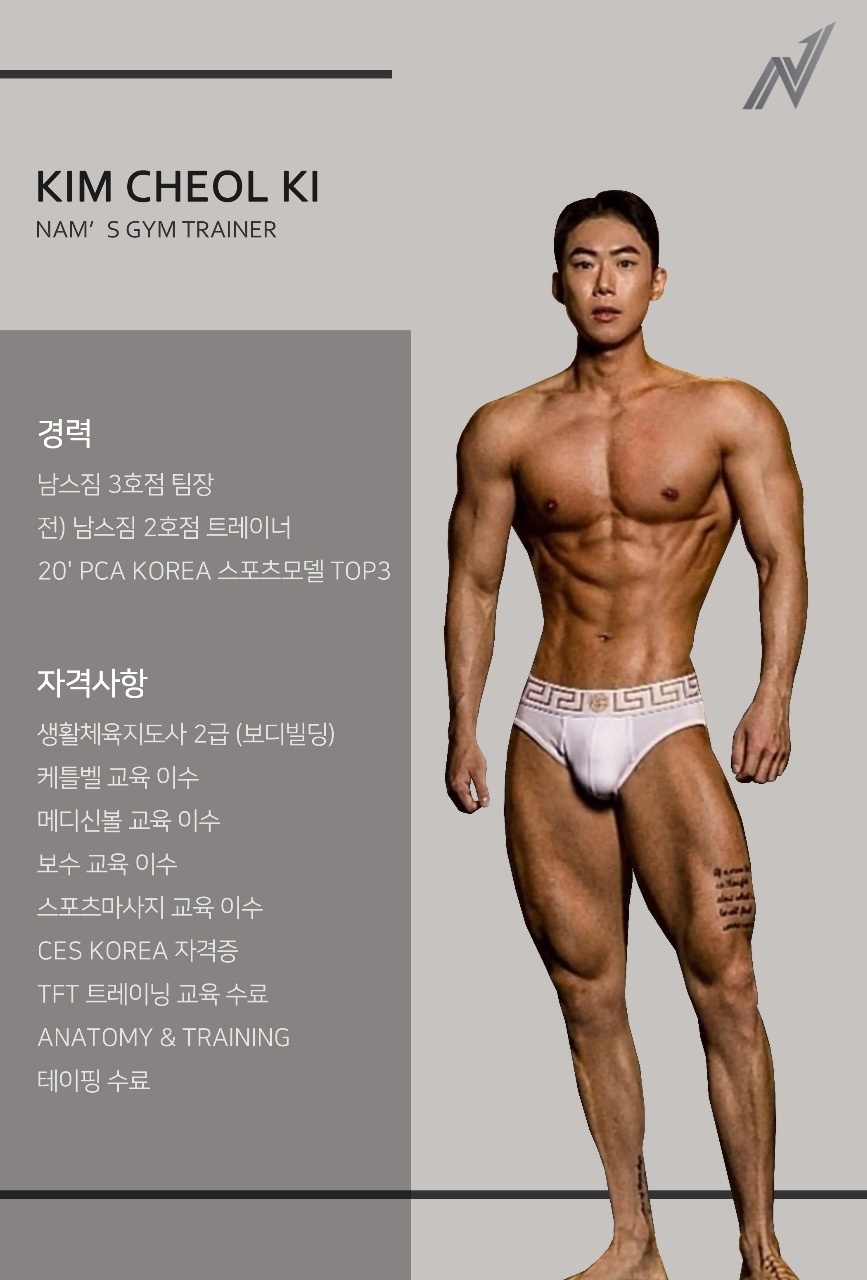 KIM CHEOL KI
NAM' S GYM TRAINER
경력
남스짐 3호점 팀장
전) 남스짐 2호점 트레이너
20' PCA KOREA 스포츠모델 TOP3
자격사항
생활체육지도사 2급 (보디빌딩)
케틀벨 교육 이수
메디신볼 교육 이수
보수 교육 이수
스포츠마사지 교육 이수
CES KOREA 자격증
TFT 트레이닝 교육 수료
ANATOMY & TRAINING
테이핑 수료